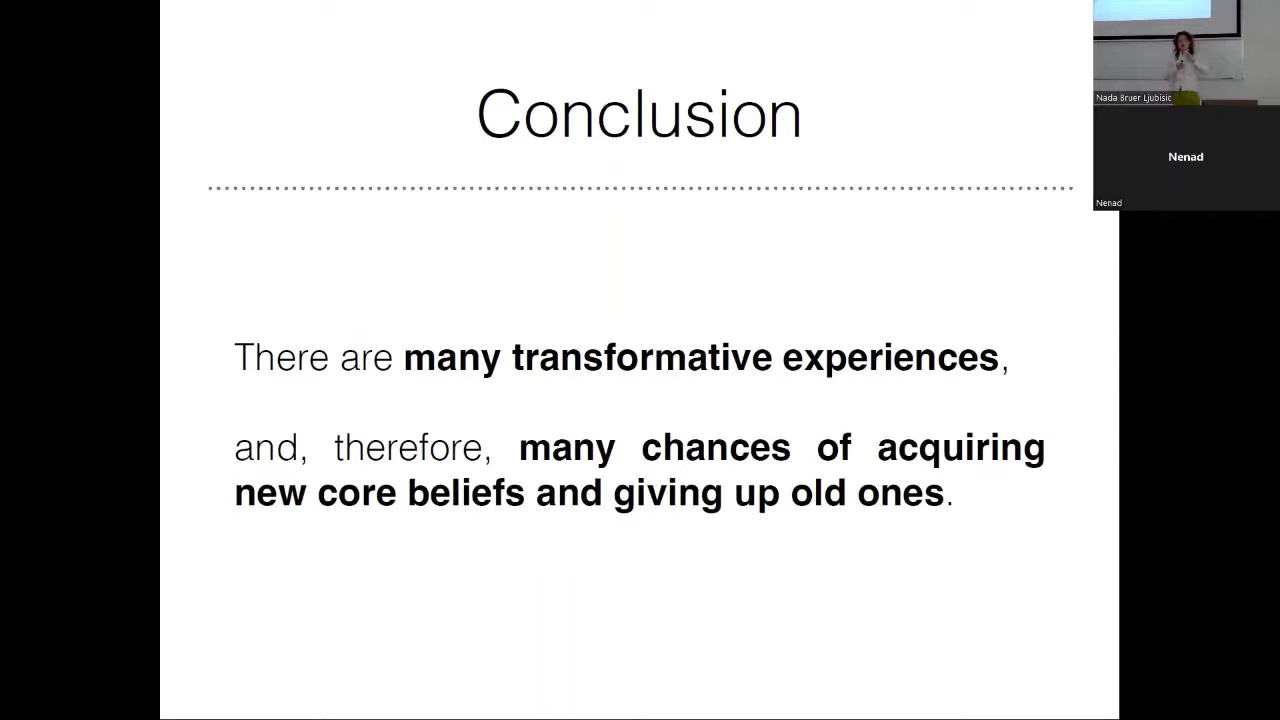 Conclusion
There are many transformative experiences,
and, therefore, many chances of acquiring
new core beliefs and giving up old ones.
Nada Bruer Ljubisic
Nenad
Nenad